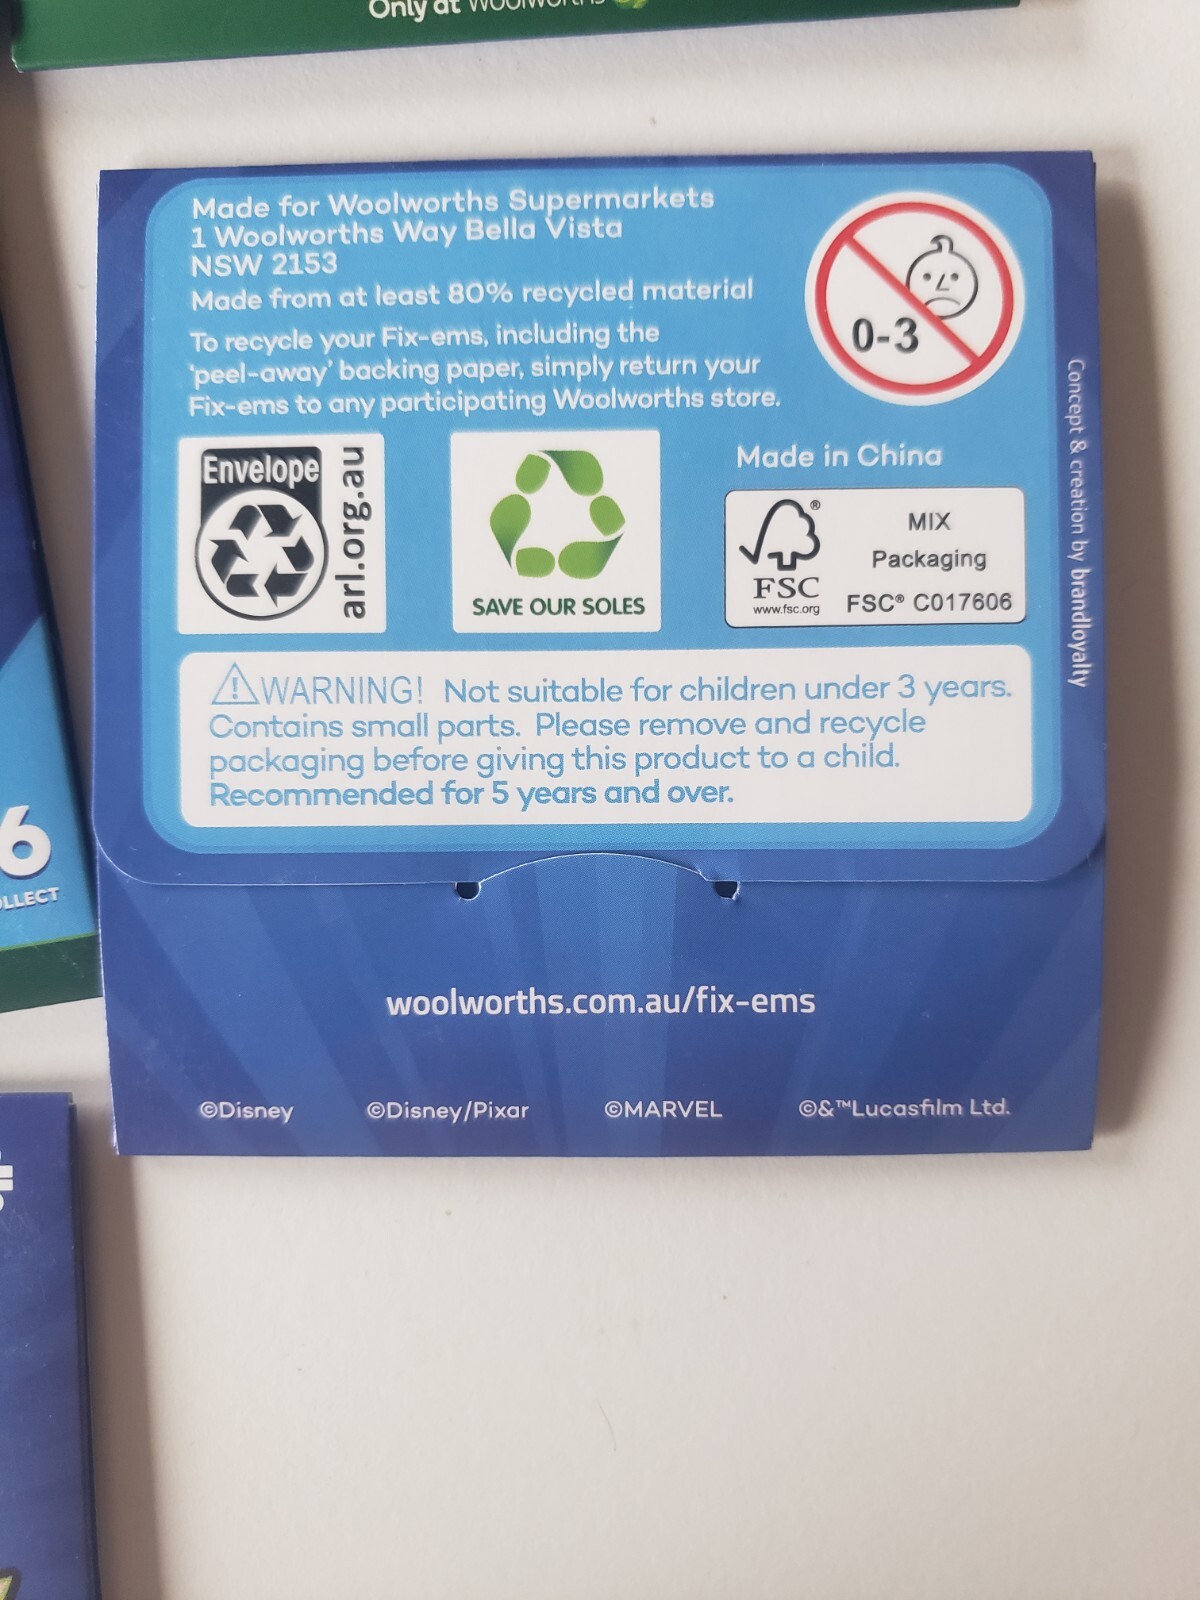 Only at Woolworths
Made for Woolworths Supermarkets
1 Woolworths Way Bella Vista
NSW 2153
Made from at least 80% recycled material
To recycle your Fix-ems, including the
'peel-away' backing paper, simply return your
Fix-ems to any participating Woolworths store.
0-3
Envelope
arl.org.au
SAVE OUR SOLES
Made in China
FSC®
www.fsc.org
MIX
Packaging
FSC® C017606
Concept & creation by brandloyalty
⚠WARNING! Not suitable for children under 3 years.
Contains small parts. Please remove and recycle
packaging before giving this product to a child.
Recommended for 5 years and over.
6
woolworths.com.au/fix-ems
©Disney
©Disney/Pixar
©MARVEL
©&™Lucasfilm Ltd.